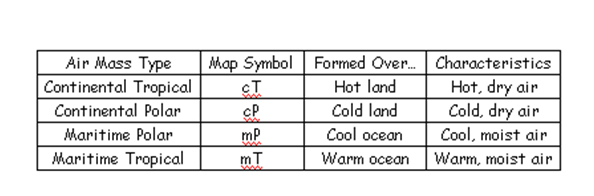 Air Mass Type Map Symbol Formed Over... Characteristics
Continental Tropical cT Hot land Hot, dry air
Continental Polar cP Cold land Cold, dry air
Maritime Polar mP Cool ocean Cool, moist air
Maritime Tropical mT Warm ocean Warm, moist air